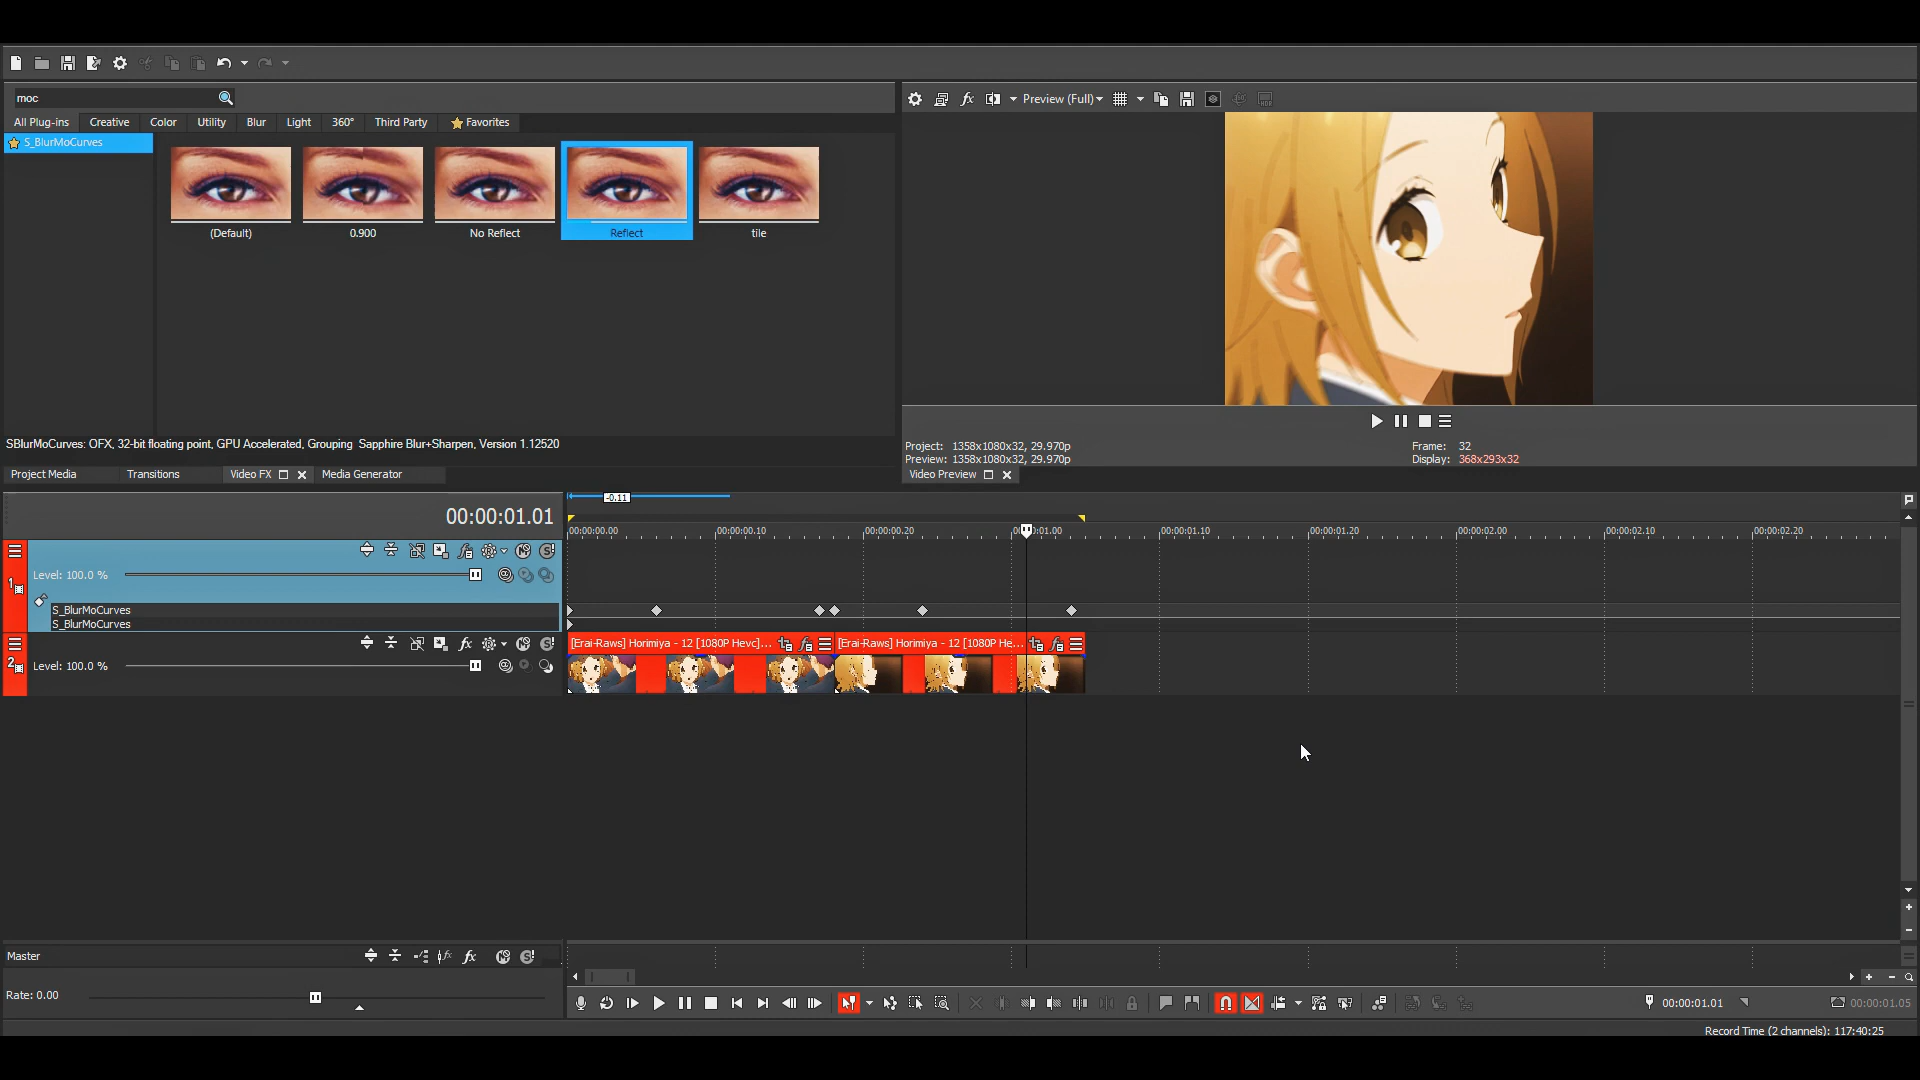 moc
All Plug-ins Creative Color Utility Blur Light 360° Third Party Favorites
S_BlurMoCurves
(Default) 0.900 No Reflect Reflect tile
SBlurMoCurves: OFX, 32-bit floating point, GPU Accelerated, Grouping Sapphire Blur+Sharpen, Version 1.12520
Project Media Transitions Video FX Media Generator
Preview (Full)
Project: 1358x1080x32, 29.970p Frame: 32
Preview: 1358x1080x32, 29.970p Display: 368x293x32
Video Preview
-0.11
00:00:01.01
00:00:00.00 00:00:00.10 00:00:00.20 00:00:01.10 00:00:01.20 00:00:02.00 00:00:02.10 00:00:02.20
1
Level: 100.0 %
S_BlurMoCurves
S_BlurMoCurves
[Erai-Raws] Horimiya - 12 [1080P Hevc]... [Erai-Raws] Horimiya - 12 [1080P He...
2
Level: 100.0 %
Master
Rate: 0.00
00:00:01.01 00:00:01.05
Record Time (2 channels): 117:40:25